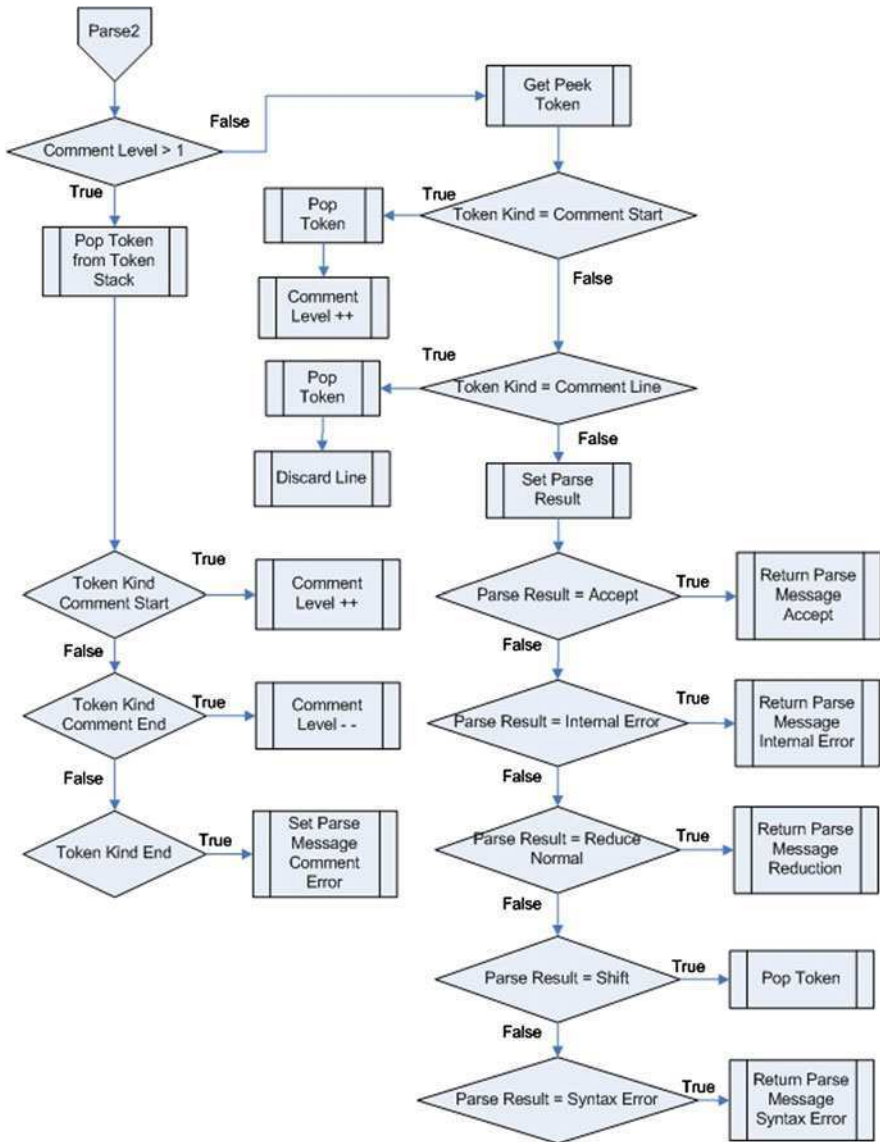 Parse2
Comment Level > 1
False
True
Pop Token
from Token
Stack
Get Peek
Token
Token Kind = Comment Start
True
Pop
Token
Comment
Level ++
False
Token Kind = Comment Line
True
Pop
Token
Discard Line
False
Set Parse
Result
Token Kind
Comment Start
True
Comment
Level ++
False
Token Kind
Comment End
True
Comment
Level - -
False
Token Kind End
True
Set Parse
Message
Comment
Error
Parse Result = Accept
True
Return Parse
Message
Accept
False
Parse Result = Internal Error
True
Return Parse
Message
Internal Error
False
Parse Result = Reduce
Normal
True
Return Parse
Message
Reduction
False
Parse Result = Shift
True
Pop Token
False
Parse Result = Syntax Error
True
Return Parse
Message
Syntax Error